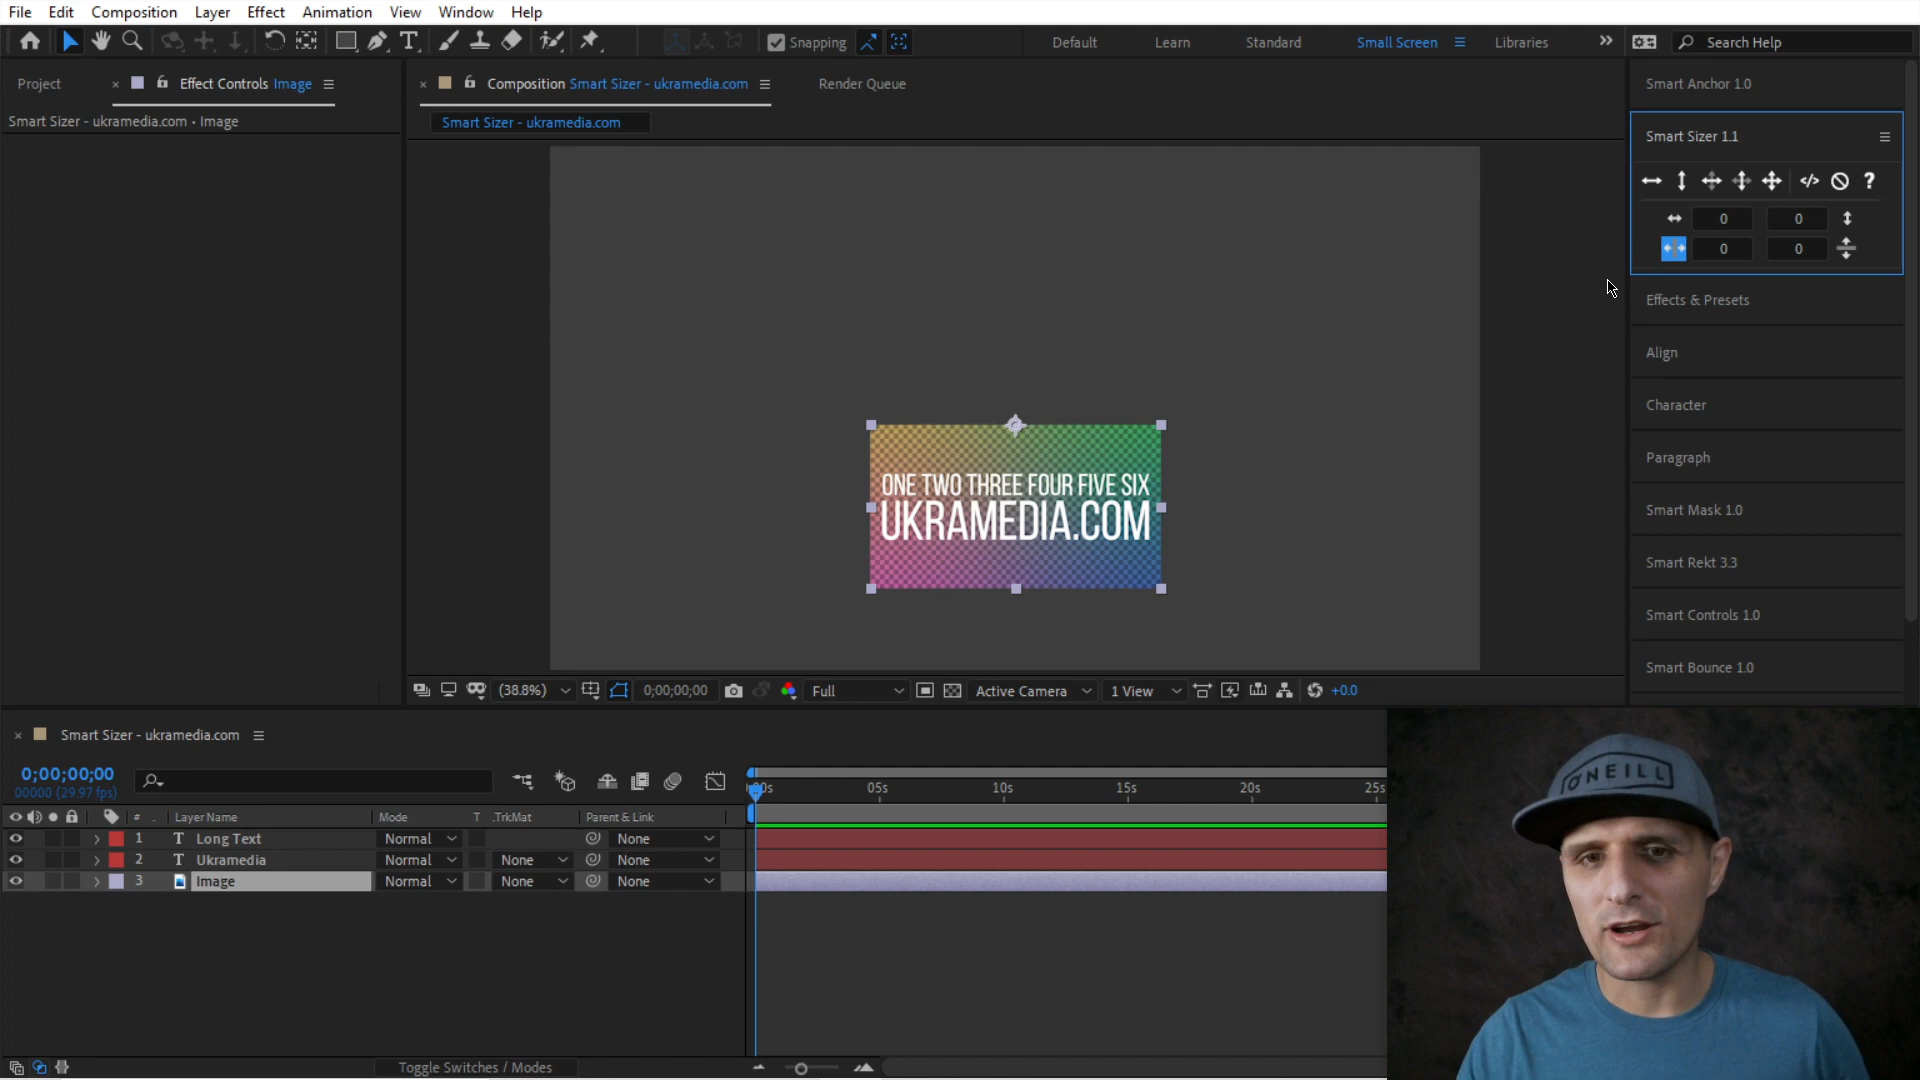 File Edit Composition Layer Effect Animation View Window Help
Snapping Default Learn Standard Small Screen Libraries Search Help
Project Effect Controls Image
Smart Sizer - ukramedia.com • Image
Composition Smart Sizer - ukramedia.com Render Queue
Smart Sizer - ukramedia.com
ONE TWO THREE FOUR FIVE SIX
UKRAMEDIA.COM
(38.8%) 0;00;00;00 Full Active Camera 1 View +0.0
Smart Anchor 1.0
Smart Sizer 1.1
</> ?
0 0
0 0
Effects & Presets
Align
Character
Paragraph
Smart Mask 1.0
Smart Rekt 3.3
Smart Controls 1.0
Smart Bounce 1.0
Smart Sizer - ukramedia.com
0;00;00;00
00000 (29.97 fps)
05s 10s 15s 20s 25s
# Layer Name Mode T .TrkMat Parent & Link
1 T Long Text Normal None
2 T Ukramedia Normal None None
3 Image Normal None None
Toggle Switches / Modes
O'NEILL